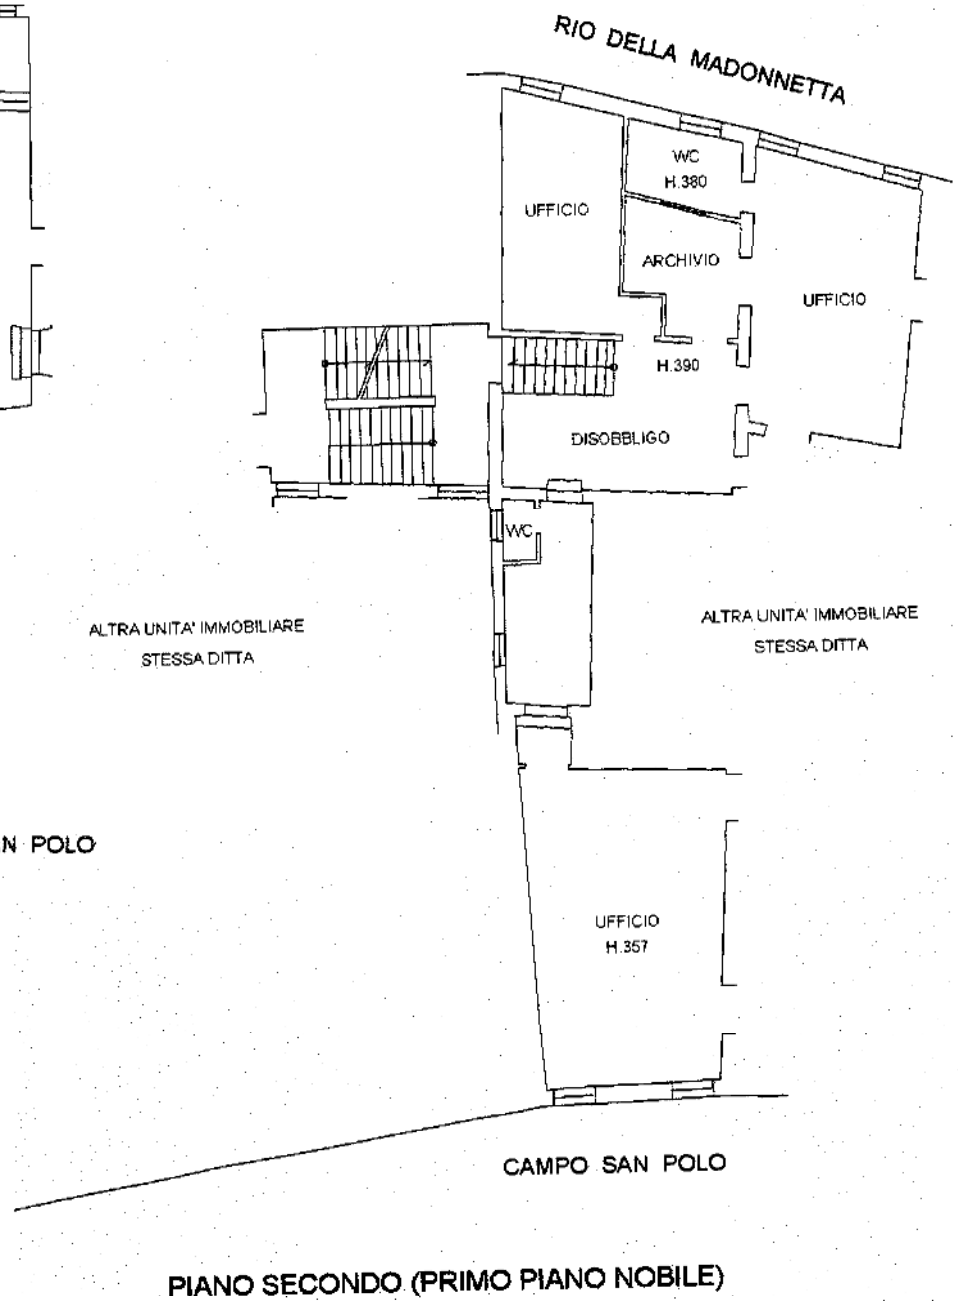 RIO DELLA MADONNETTA
WC
H.380
UFFICIO
ARCHIVIO
UFFICIO
H.390
DISOBBLIGO
WC
ALTRA UNITA' IMMOBILIARE
STESSA DITTA
ALTRA UNITA' IMMOBILIARE
STESSA DITTA
N POLO
UFFICIO
H.357
CAMPO SAN POLO
PIANO SECONDO (PRIMO PIANO NOBILE)